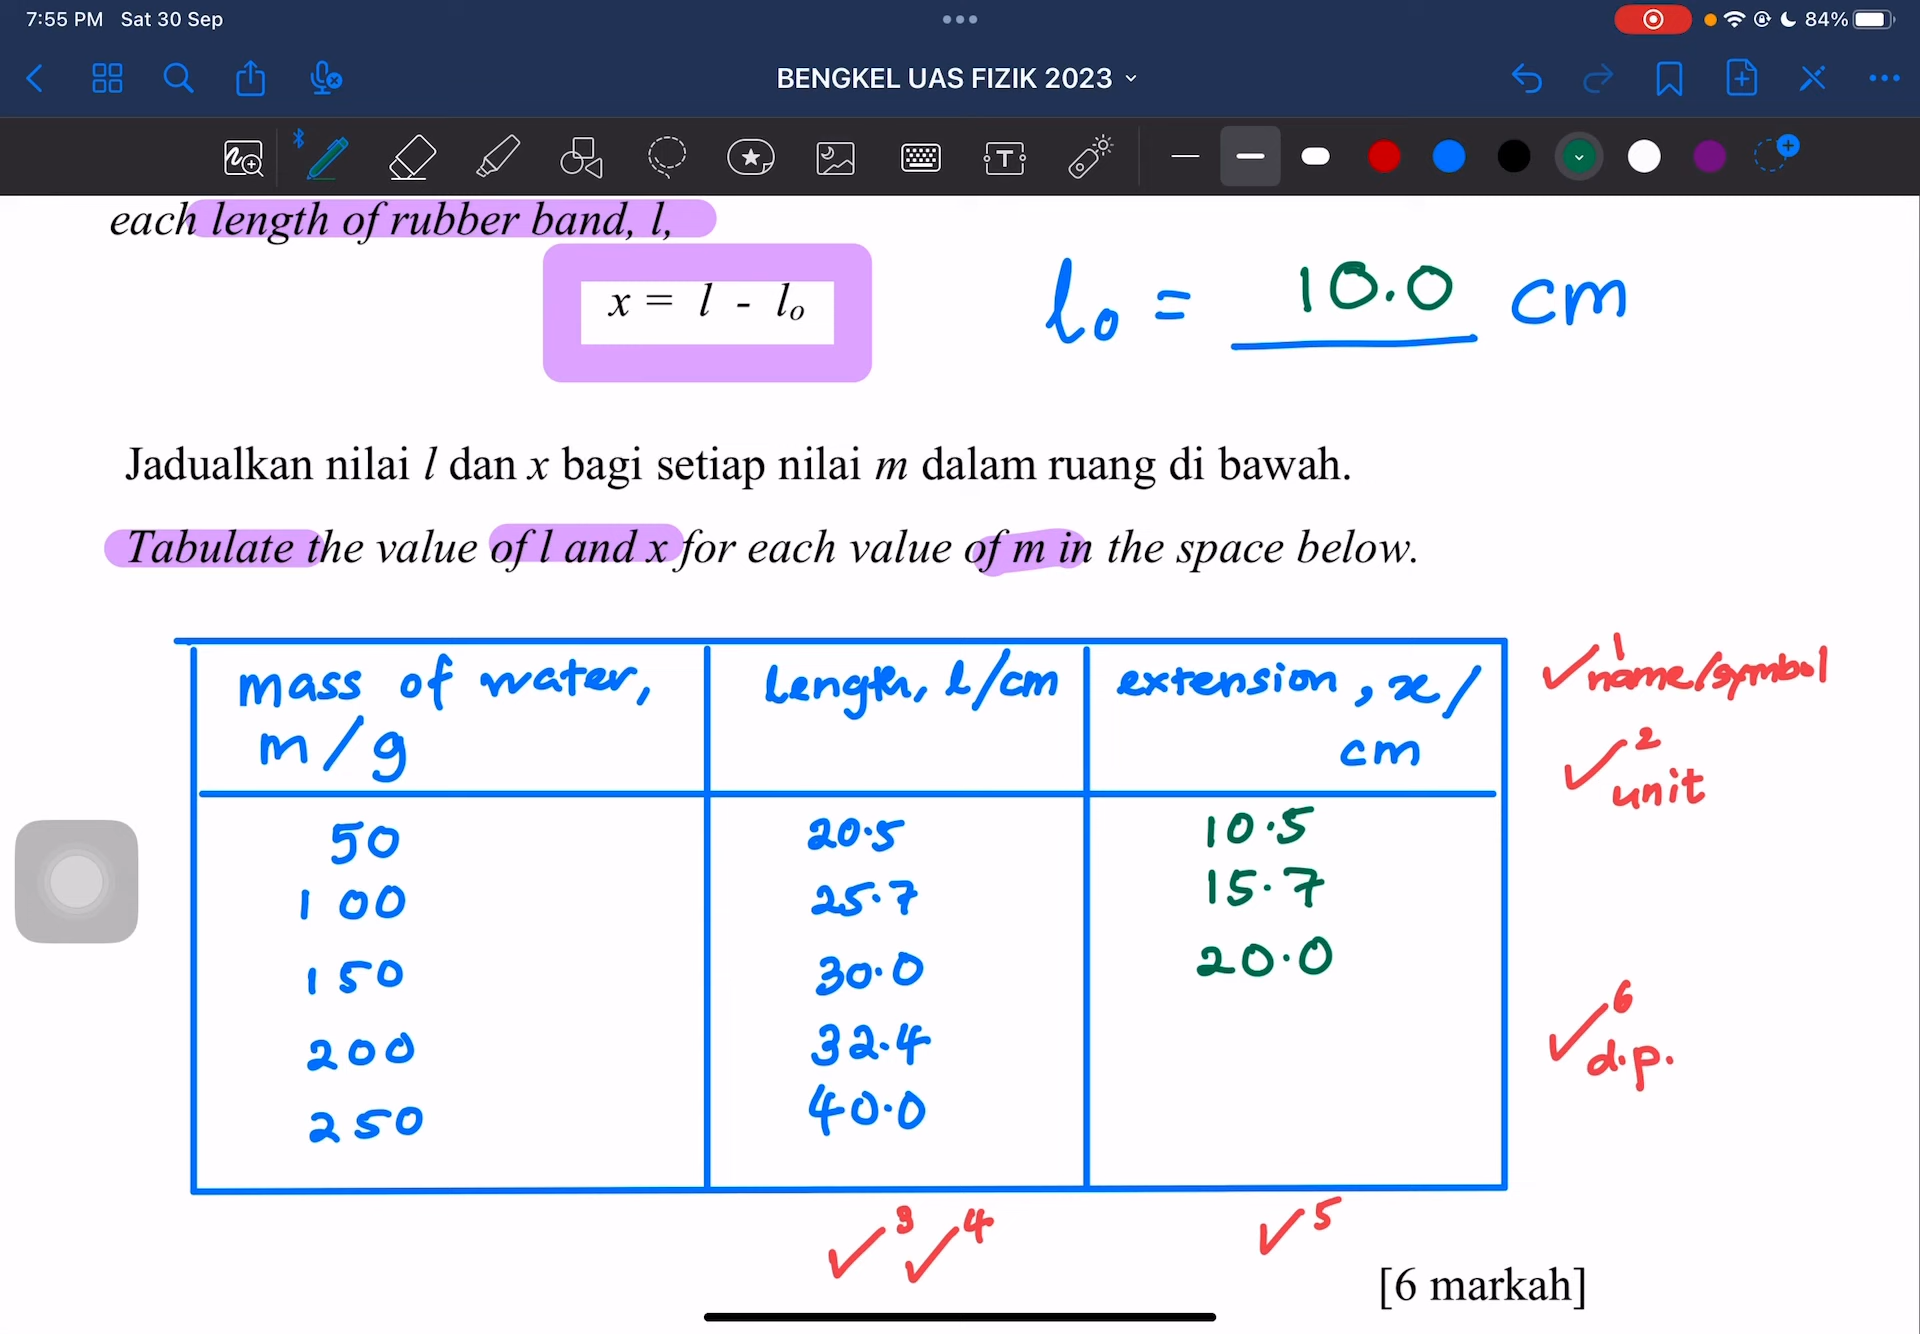 7:55 PM Sat 30 Sep
84%
BENGKEL UAS FIZIK 2023
each length of rubber band, l,
x = l - lo
lo = 10.0 cm
Jadualkan nilai l dan x bagi setiap nilai m dalam ruang di bawah.
Tabulate the value of l and x for each value of m in the space below.
mass of water, m/g
Length, l/cm
extension, x/ cm
50 20.5 10.5
100 25.7 15.7
150 30.0 20.0
200 32.4
250 40.0
✓1 name/symbol
✓2 unit
✓6 d.p.
✓3 ✓4 ✓5
[6 markah]